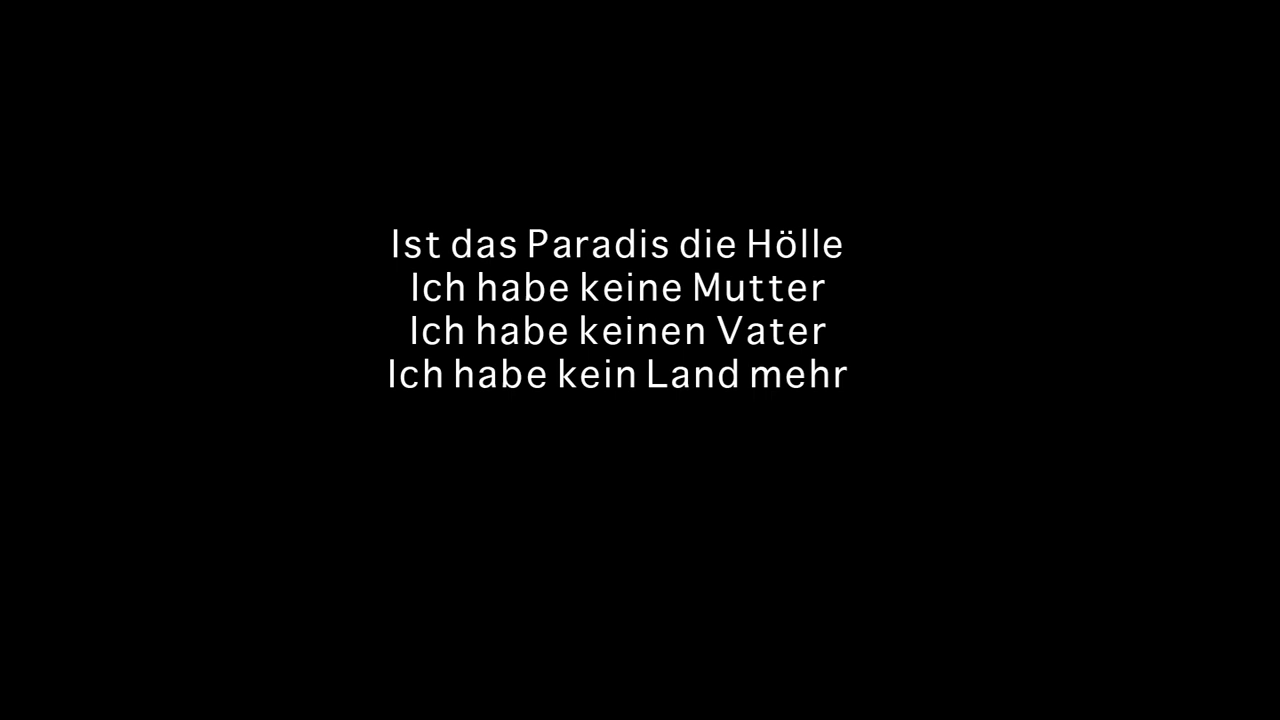 Ist das Paradis die Hölle
Ich habe keine Mutter
Ich habe keinen Vater
Ich habe kein Land mehr